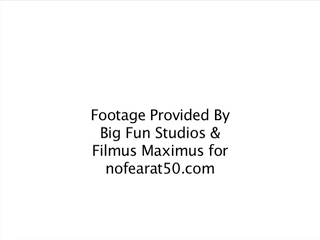 Footage Provided By
Big Fun Studios &
Filmus Maximus for
nofearat50.com